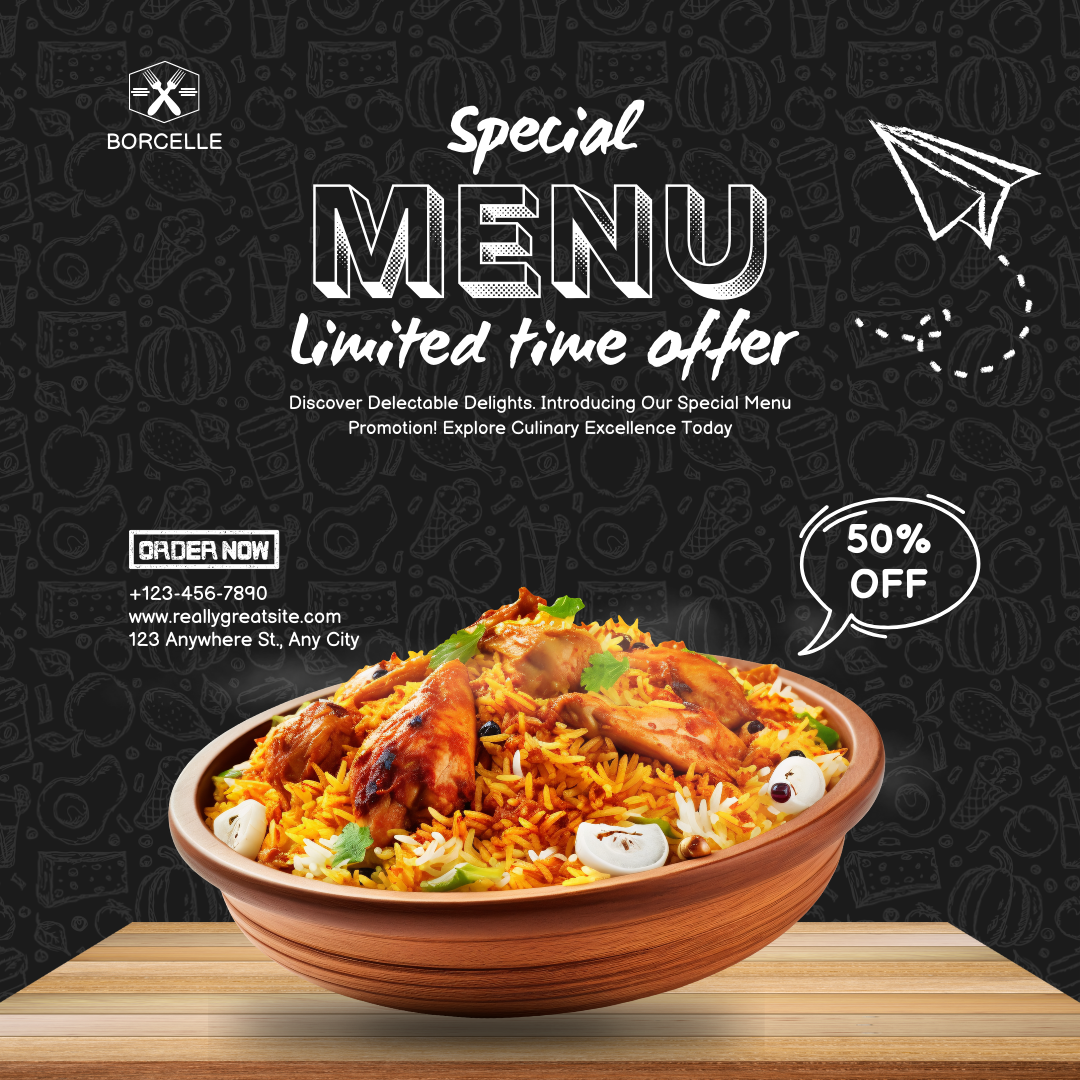 BORCELLE
Special
MENU
Limited time offer
Discover Delectable Delights. Introducing Our Special Menu
Promotion! Explore Culinary Excellence Today
50%
OFF
ORDER NOW
+123-456-7890
www.reallygreatsite.com
123 Anywhere St., Any City